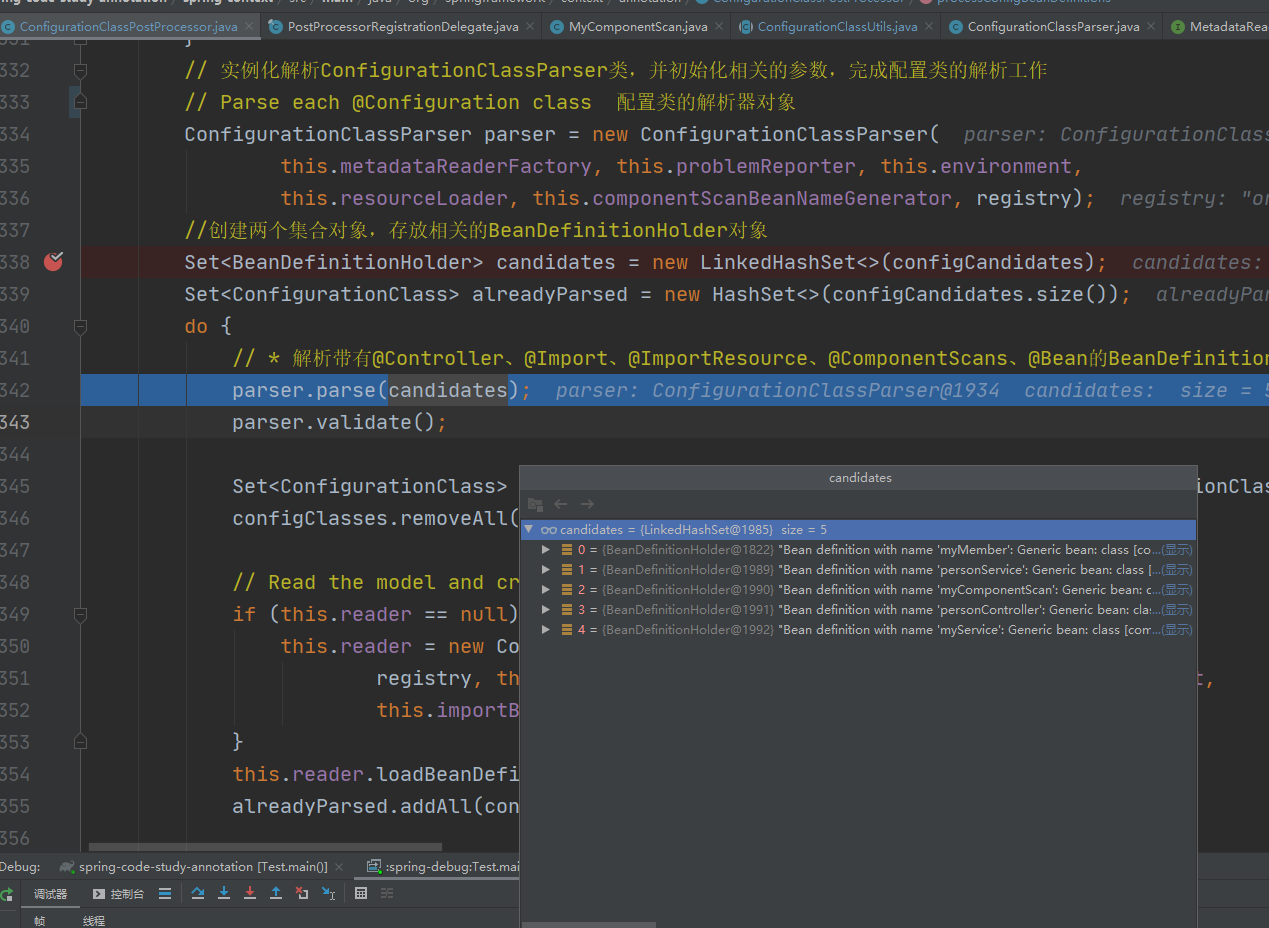 ConfigurationClassPostProcessor.java × PostProcessorRegistrationDelegate.java × MyComponentScan.java × ConfigurationClassUtils.java × ConfigurationClassParser.java × MetadataRea
332 // 实例化解析ConfigurationClassParser类，并初始化相关的参数，完成配置类的解析工作
333 // Parse each @Configuration class 配置类的解析器对象
334 ConfigurationClassParser parser = new ConfigurationClassParser( parser: ConfigurationClass
335 this.metadataReaderFactory, this.problemReporter, this.environment,
336 this.resourceLoader, this.componentScanBeanNameGenerator, registry); registry: "or
337 //创建两个集合对象，存放相关的BeanDefinitionHolder对象
338 Set<BeanDefinitionHolder> candidates = new LinkedHashSet<>(configCandidates); candidates:
339 Set<ConfigurationClass> alreadyParsed = new HashSet<>(configCandidates.size()); alreadyPar
340 do {
341 // * 解析带有@Controller、@Import、@ImportResource、@ComponentScans、@Bean的BeanDefinition
342 parser.parse(candidates); parser: ConfigurationClassParser@1934 candidates: size = 5
343 parser.validate();
344
345 Set<ConfigurationClass> ionClas
346 configClasses.removeAll(
347
348 // Read the model and cr
349 if (this.reader == null)
350 this.reader = new Co
351 registry, th t,
352 this.importB
353 }
354 this.reader.loadBeanDefi
355 alreadyParsed.addAll(con
356
candidates
candidates = {LinkedHashSet@1985} size = 5
0 = {BeanDefinitionHolder@1822} "Bean definition with name 'myMember': Generic bean: class [co...(显示)
1 = {BeanDefinitionHolder@1989} "Bean definition with name 'personService': Generic bean: class [...(显示)
2 = {BeanDefinitionHolder@1990} "Bean definition with name 'myComponentScan': Generic bean: c...(显示)
3 = {BeanDefinitionHolder@1991} "Bean definition with name 'personController': Generic bean: cla...(显示)
4 = {BeanDefinitionHolder@1992} "Bean definition with name 'myService': Generic bean: class [com...(显示)
Debug: spring-code-study-annotation [Test.main()] × :spring-debug:Test.mai
调试器 控制台
帧 线程